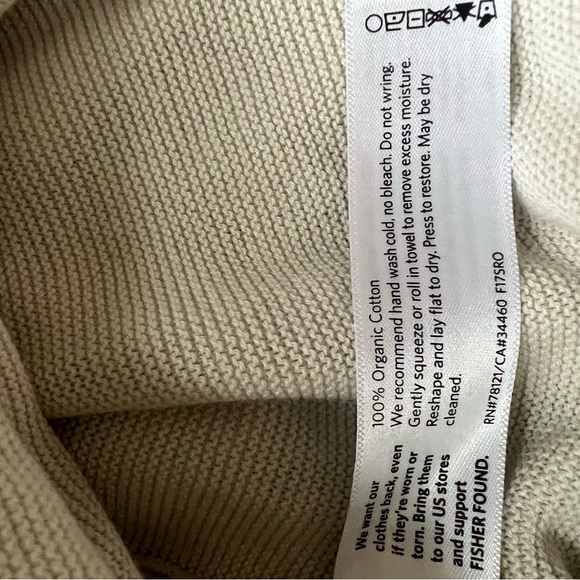 100% Organic Cotton
We recommend hand wash cold, no bleach. Do not wring.
Gently squeeze or roll in towel to remove excess moisture.
Reshape and lay flat to dry. Press to restore. May be dry
cleaned.
RN#78121/CA#34460 F17SRO
We want our
clothes back, even
if they're worn or
torn. Bring them
to our US stores
and support
FISHER FOUND.